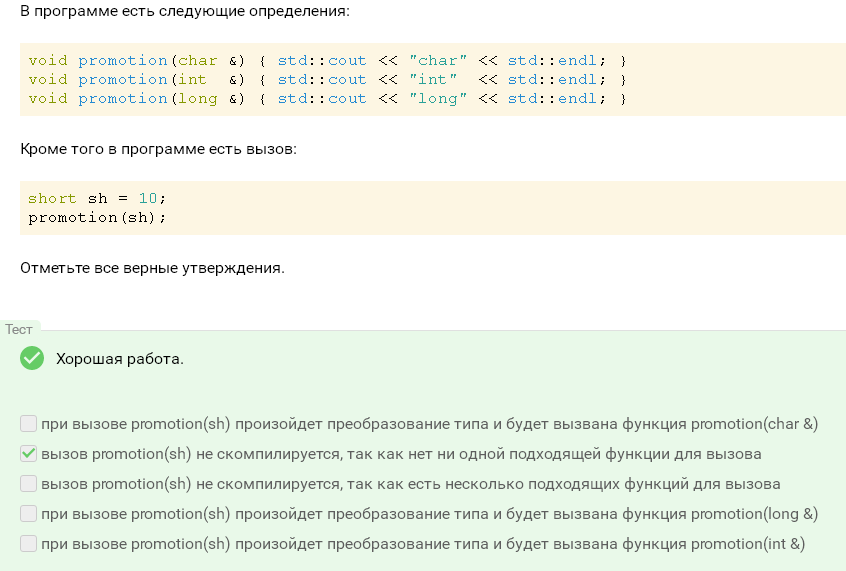 В программе есть следующие определения:
void promotion(char &) { std::cout << "char" << std::endl; }
void promotion(int  &) { std::cout << "int"  << std::endl; }
void promotion(long &) { std::cout << "long" << std::endl; }
Кроме того в программе есть вызов:
short sh = 10;
promotion(sh);
Отметьте все верные утверждения.
Тест
Хорошая работа.
при вызове promotion(sh) произойдет преобразование типа и будет вызвана функция promotion(char &)
вызов promotion(sh) не скомпилируется, так как нет ни одной подходящей функции для вызова
вызов promotion(sh) не скомпилируется, так как есть несколько подходящих функций для вызова
при вызове promotion(sh) произойдет преобразование типа и будет вызвана функция promotion(long &)
при вызове promotion(sh) произойдет преобразование типа и будет вызвана функция promotion(int &)